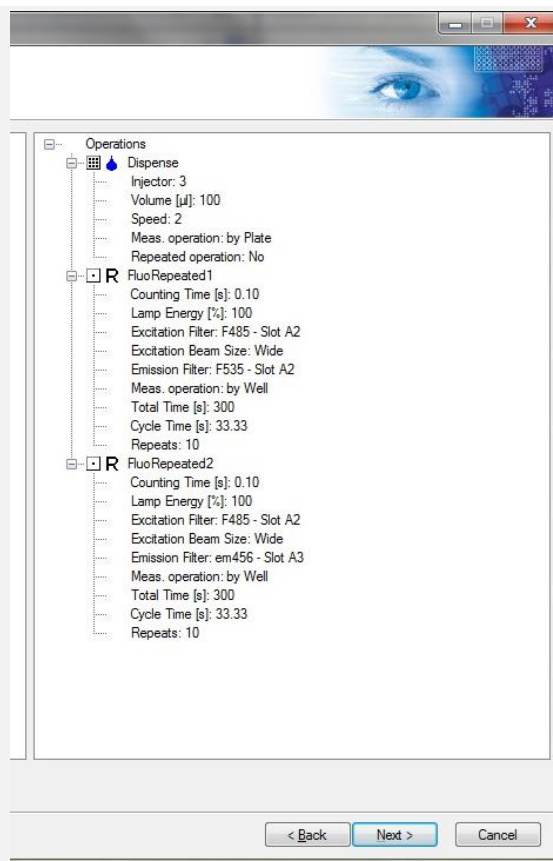 Operations
Dispense
Injector: 3
Volume [µl]: 100
Speed: 2
Meas. operation: by Plate
Repeated operation: No
R FluoRepeated1
Counting Time [s]: 0.10
Lamp Energy [%]: 100
Excitation Filter: F485 - Slot A2
Excitation Beam Size: Wide
Emission Filter: F535 - Slot A2
Meas. operation: by Well
Total Time [s]: 300
Cycle Time [s]: 33.33
Repeats: 10
R FluoRepeated2
Counting Time [s]: 0.10
Lamp Energy [%]: 100
Excitation Filter: F485 - Slot A2
Excitation Beam Size: Wide
Emission Filter: em456 - Slot A3
Meas. operation: by Well
Total Time [s]: 300
Cycle Time [s]: 33.33
Repeats: 10
< Back Next > Cancel